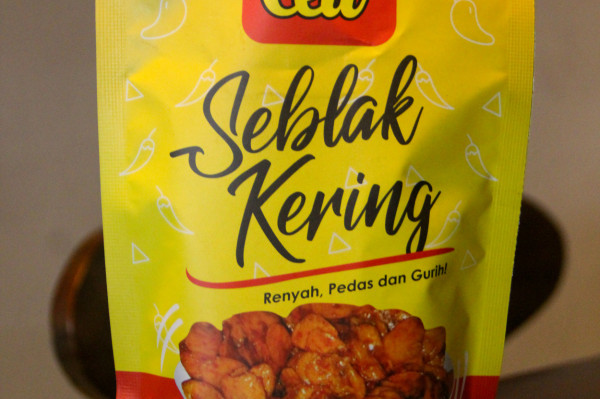 Seblak
Kering
Renyah, Pedas dan Gurih!